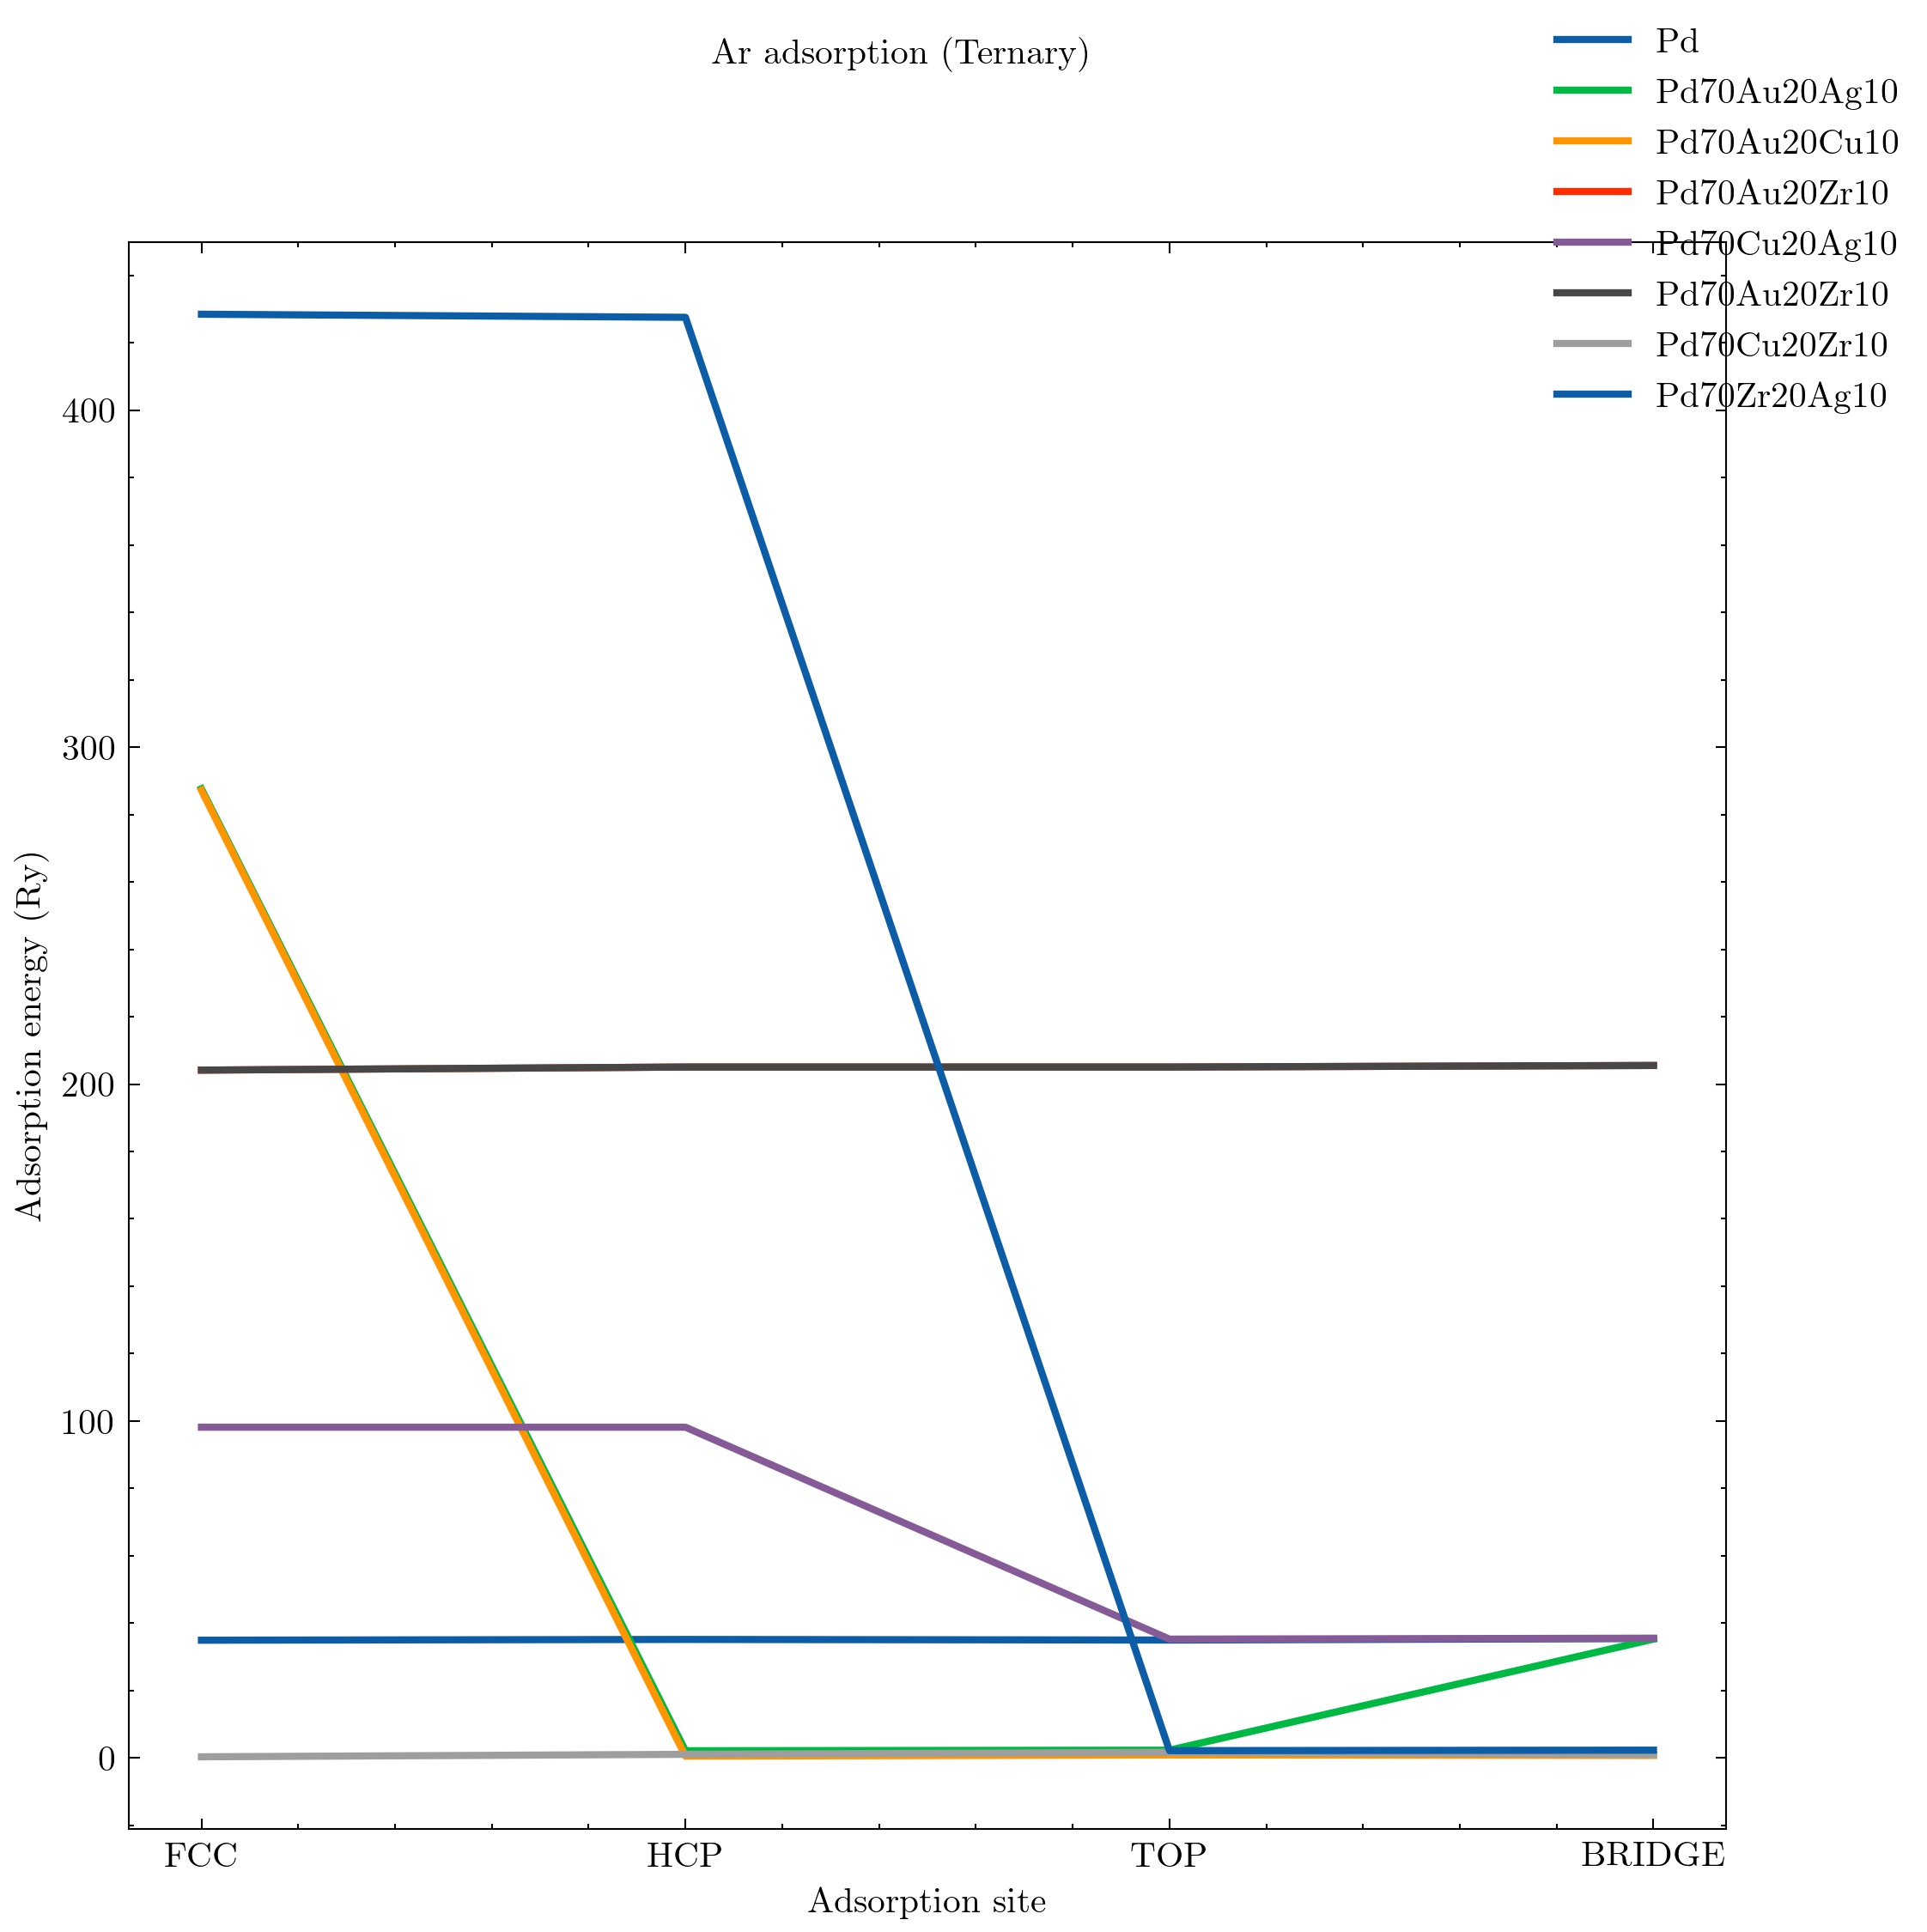 Ar adsorption (Ternary)
Pd
Pd70Au20Ag10
Pd70Au20Cu10
Pd70Au20Zr10
Pd70Cu20Ag10
Pd70Au20Zr10
Pd70Cu20Zr10
Pd70Zr20Ag10
Adsorption energy (Ry)
400
300
200
100
0
FCC HCP TOP BRIDGE
Adsorption site